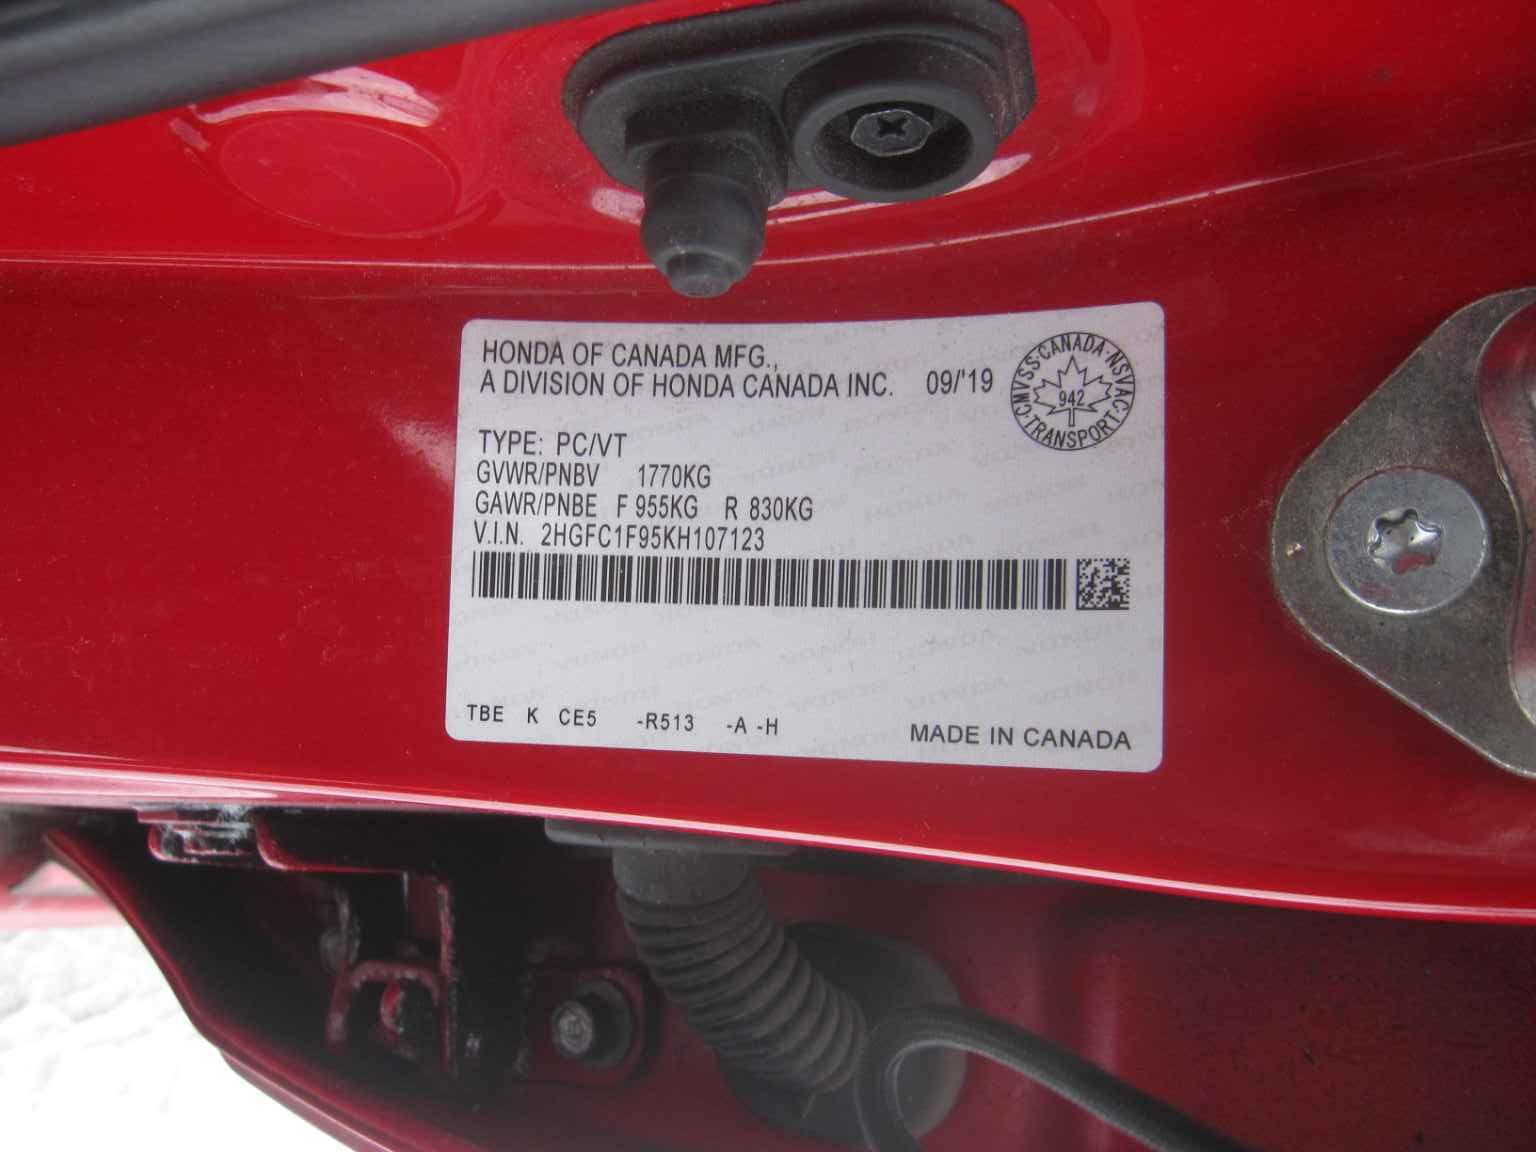 HONDA OF CANADA MFG.,
A DIVISION OF HONDA CANADA INC. 09/'19
CMVSS·CANADA·NSVAC·TRANSPORT·
942
TYPE: PC/VT
GVWR/PNBV 1770KG
GAWR/PNBE F 955KG R 830KG
V.I.N. 2HGFC1F95KH107123
TBE K CE5 -R513 -A -H
MADE IN CANADA